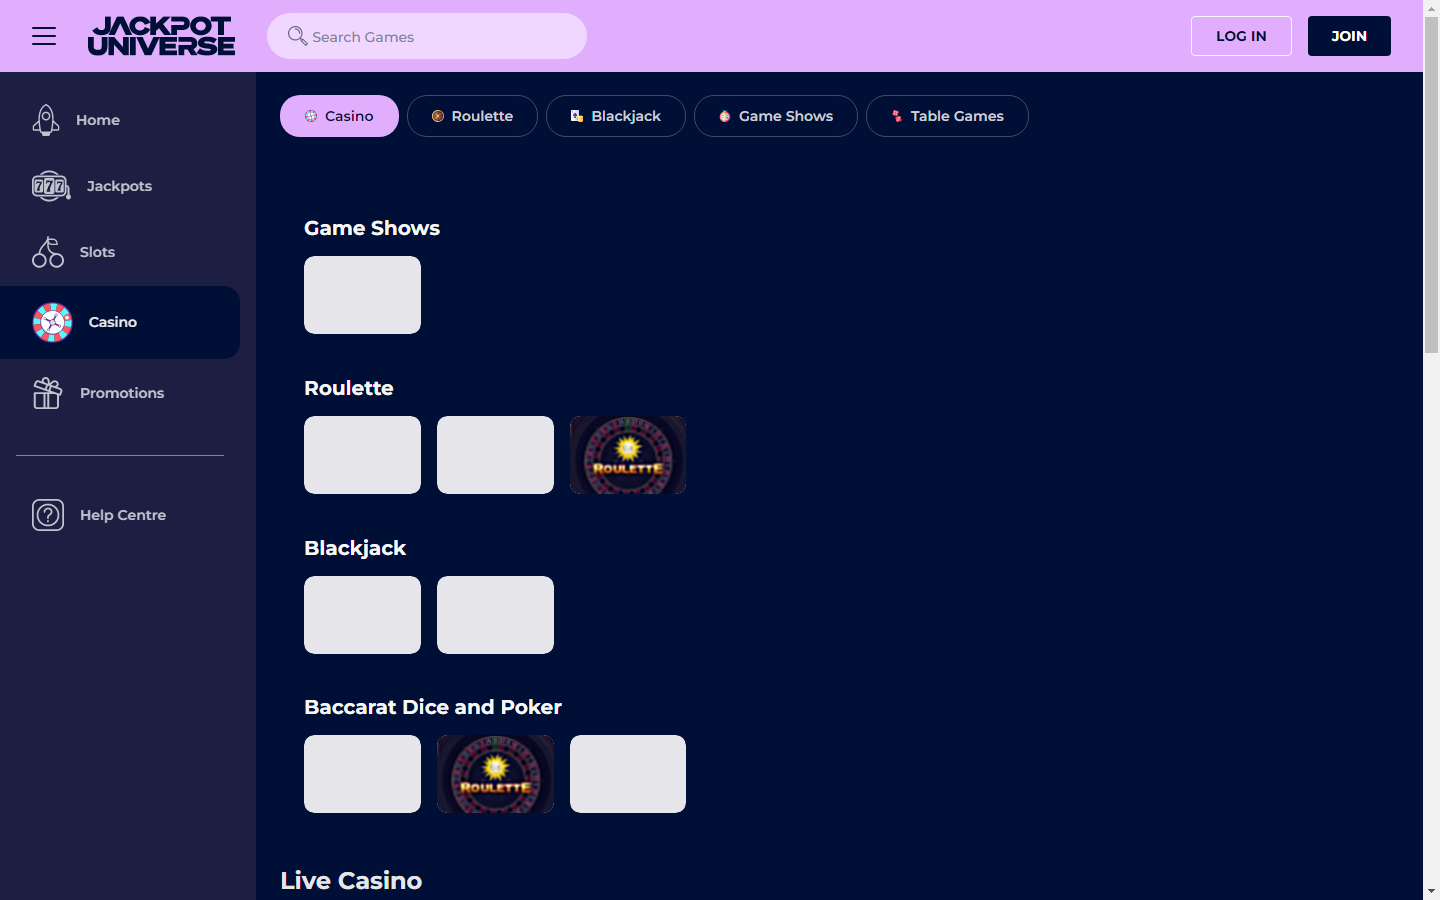 JACKPOT
UNIVERSE
Search Games
LOG IN
JOIN
Home
Jackpots
777
Slots
Casino
Promotions
?
Help Centre
Casino
Roulette
Blackjack
Game Shows
Table Games
Game Shows
Roulette
ROULETTE
Blackjack
Baccarat Dice and Poker
ROULETTE
Live Casino